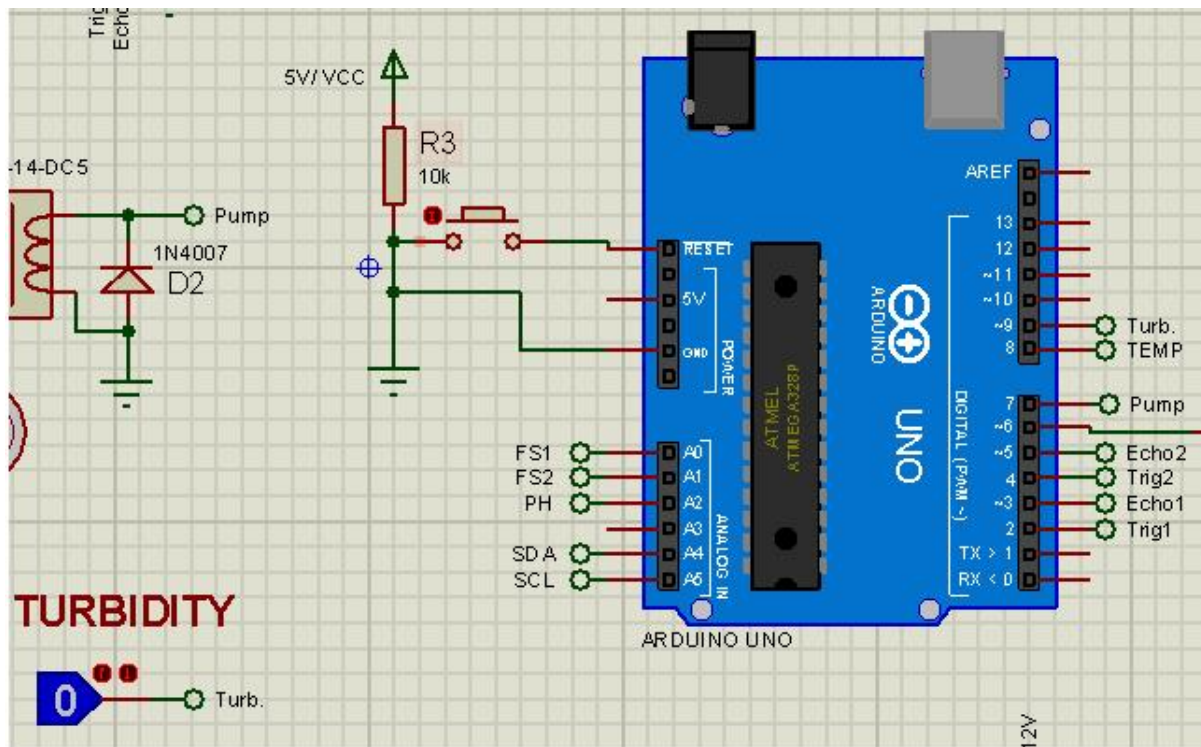 Trig
Echo
5V/VCC
R3
10k
-14-DC5
Pump
1N4007
D2
RESET
5V
GND
POWER
AREF
13
12
~11
~10
~9
8
Turb.
TEMP
7
~6
~5
4
~3
2
TX > 1
RX < 0
Pump
Echo2
Trig2
Echo1
Trig1
DIGITAL (PWM ~)
ARDUINO
UNO
ATMEL
ATMEGA328P
FS1
FS2
PH
SDA
SCL
A0
A1
A2
A3
A4
A5
ANALOG IN
ARDUINO UNO
TURBIDITY
0
Turb.
12V